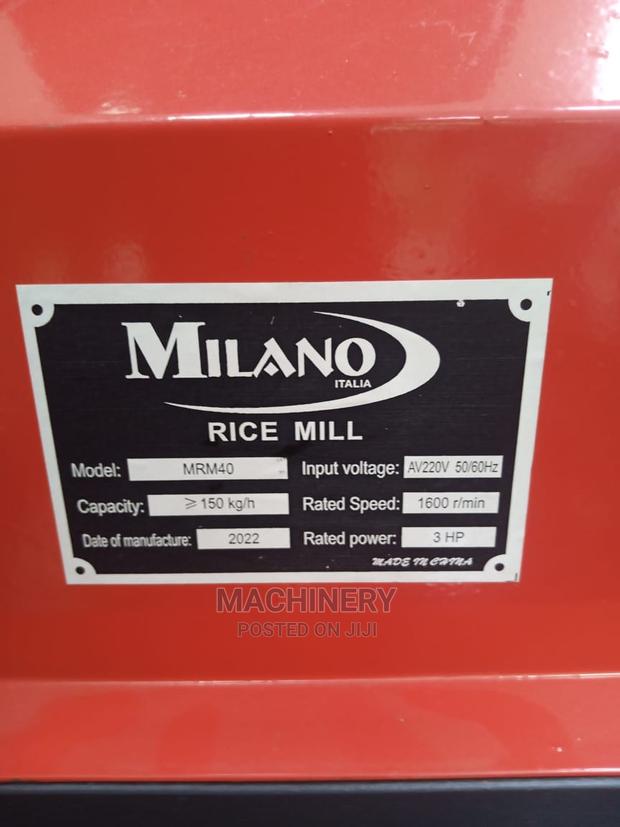 MILANO
ITALIA
RICE MILL
Model: MRM40 Input voltage: AV220V 50/60Hz
Capacity: ≥150 kg/h Rated Speed: 1600 r/min
Date of manufacture: 2022 Rated power: 3 HP
MADE IN CHINA
MACHINERY
POSTED ON JIJI